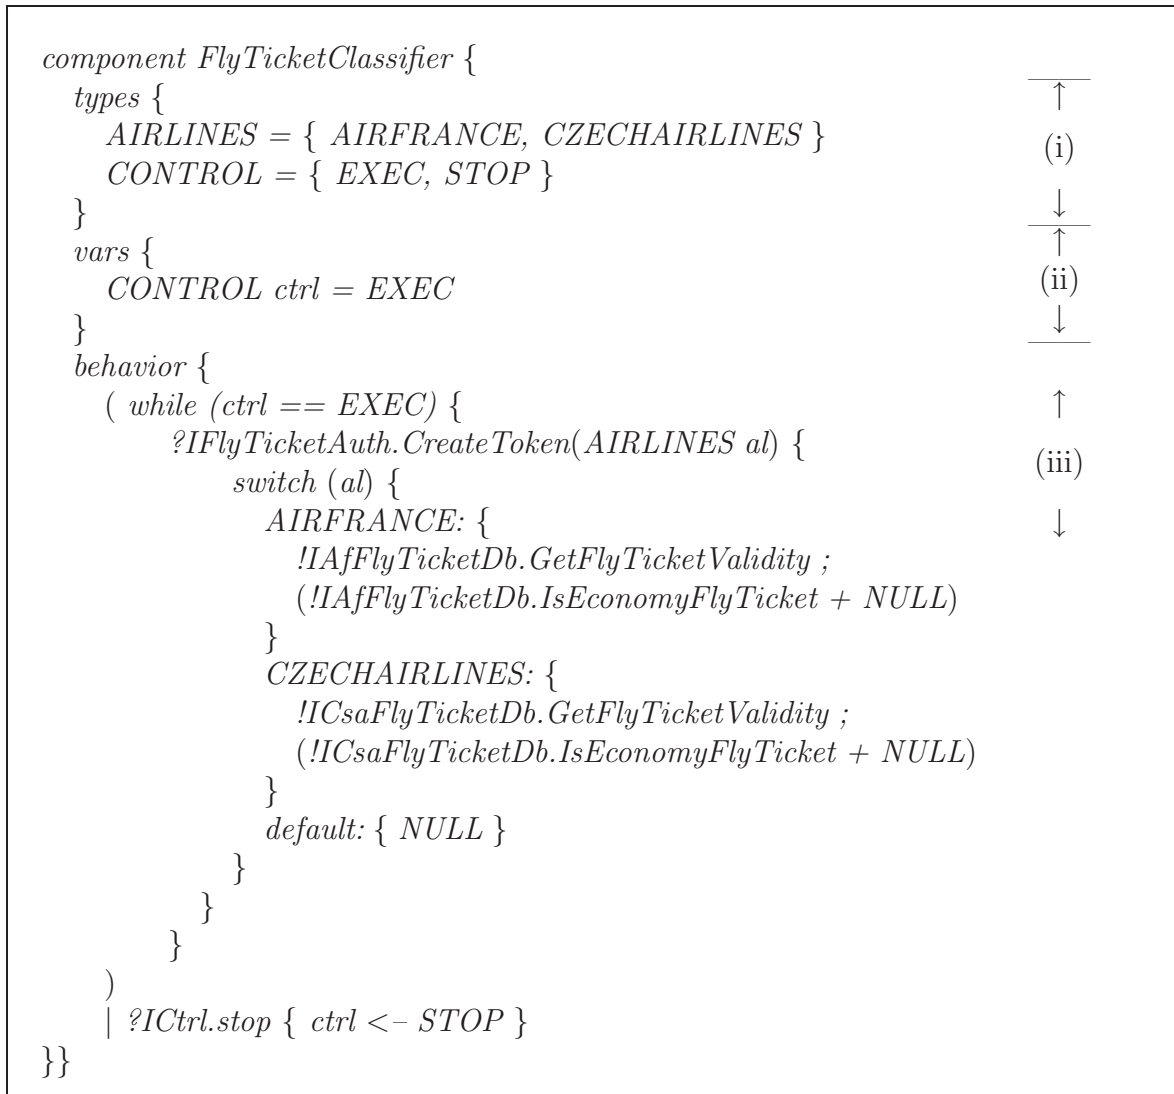 component FlyTicketClassifier {
types {
↑
AIRLINES = { AIRFRANCE, CZECHAIRLINES }
(i)
CONTROL = { EXEC, STOP }
}
↓
vars {
↑
CONTROL ctrl = EXEC
(ii)
}
↓
behavior {
( while (ctrl == EXEC) {
↑
?IFlyTicketAuth.CreateToken(AIRLINES al) {
(iii)
switch (al) {
AIRFRANCE: {
↓
!IAfFlyTicketDb.GetFlyTicketValidity ;
(!IAfFlyTicketDb.IsEconomyFlyTicket + NULL)
}
CZECHAIRLINES: {
!ICsaFlyTicketDb.GetFlyTicketValidity ;
(!ICsaFlyTicketDb.IsEconomyFlyTicket + NULL)
}
default: { NULL }
}
}
}
)
| ?ICtrl.stop { ctrl <– STOP }
}}